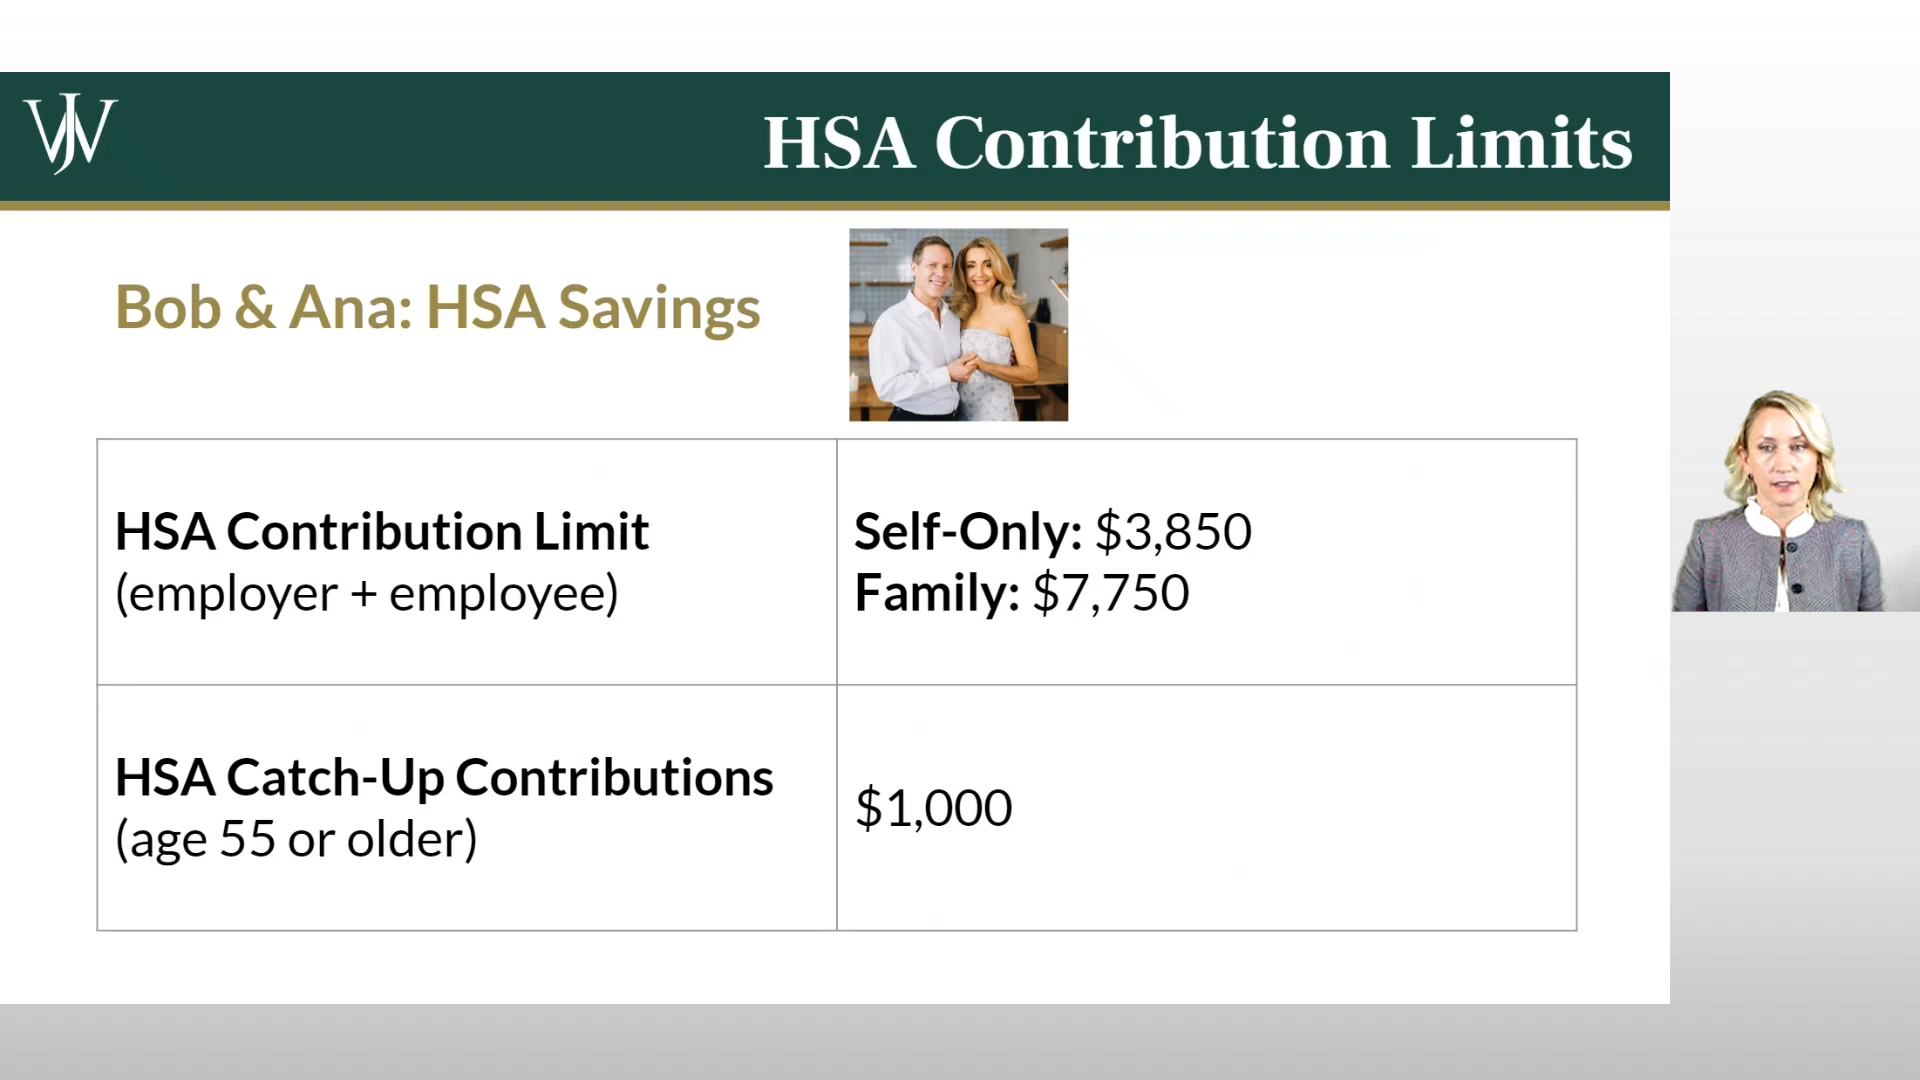 WJ
HSA Contribution Limits
Bob & Ana: HSA Savings
HSA Contribution Limit
(employer + employee)
Self-Only: $3,850
Family: $7,750
HSA Catch-Up Contributions
(age 55 or older)
$1,000